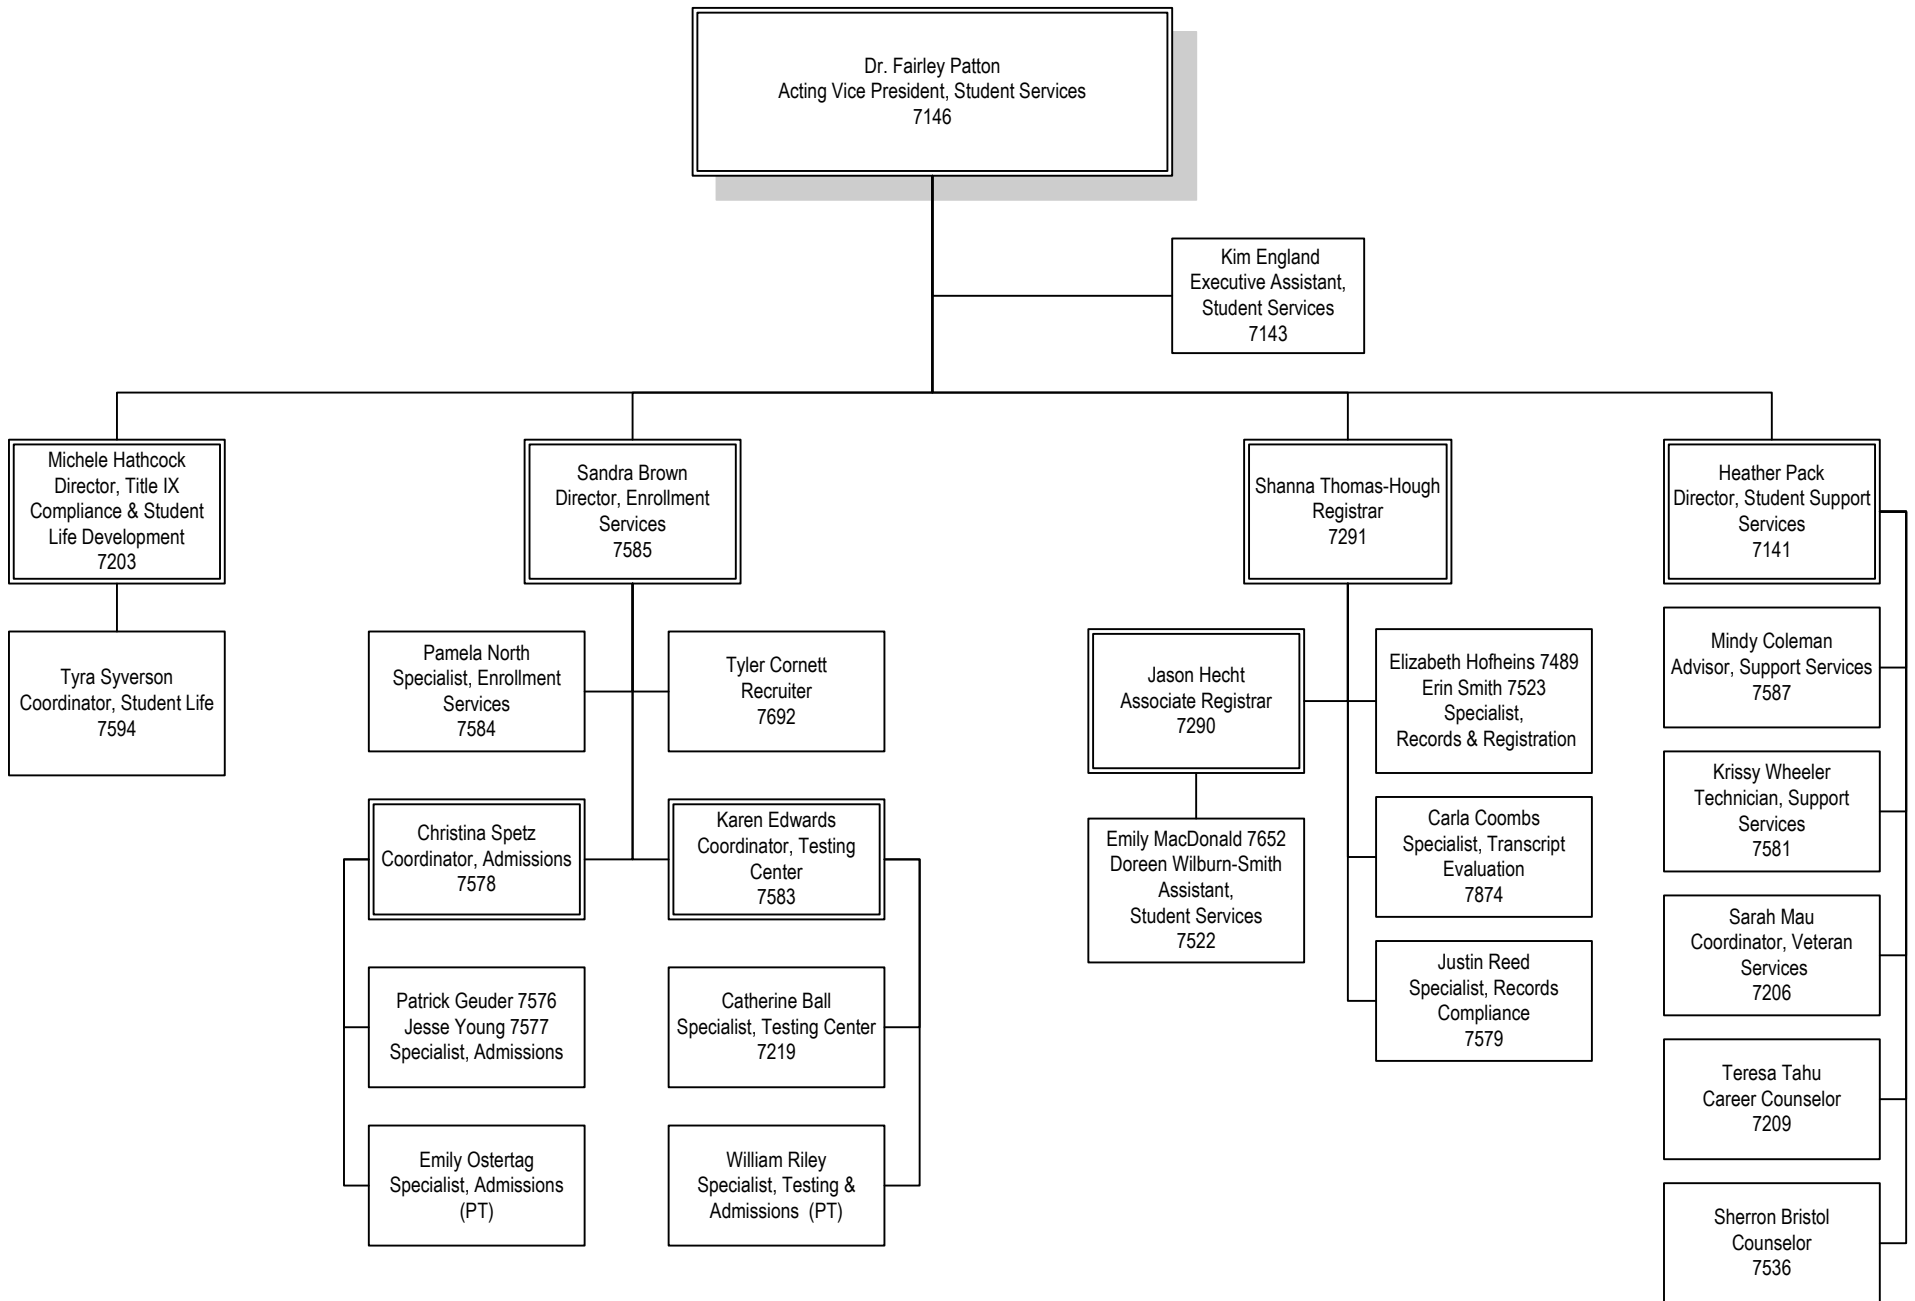 Dr. Fairley Patton
Acting Vice President, Student Services
7146
Kim England
Executive Assistant,
Student Services
7143
Michele Hathcock
Director, Title IX
Compliance & Student
Life Development
7203
Tyra Syverson
Coordinator, Student Life
7594
Sandra Brown
Director, Enrollment
Services
7585
Pamela North
Specialist, Enrollment
Services
7584
Tyler Cornett
Recruiter
7692
Christina Spetz
Coordinator, Admissions
7578
Patrick Geuder 7576
Jesse Young 7577
Specialist, Admissions
Emily Ostertag
Specialist, Admissions
(PT)
Karen Edwards
Coordinator, Testing
Center
7583
Catherine Ball
Specialist, Testing Center
7219
William Riley
Specialist, Testing &
Admissions (PT)
Shanna Thomas-Hough
Registrar
7291
Jason Hecht
Associate Registrar
7290
Emily MacDonald 7652
Doreen Wilburn-Smith
Assistant,
Student Services
7522
Elizabeth Hofheins 7489
Erin Smith 7523
Specialist,
Records & Registration
Carla Coombs
Specialist, Transcript
Evaluation
7874
Justin Reed
Specialist, Records
Compliance
7579
Heather Pack
Director, Student Support
Services
7141
Mindy Coleman
Advisor, Support Services
7587
Krissy Wheeler
Technician, Support
Services
7581
Sarah Mau
Coordinator, Veteran
Services
7206
Teresa Tahu
Career Counselor
7209
Sherron Bristol
Counselor
7536